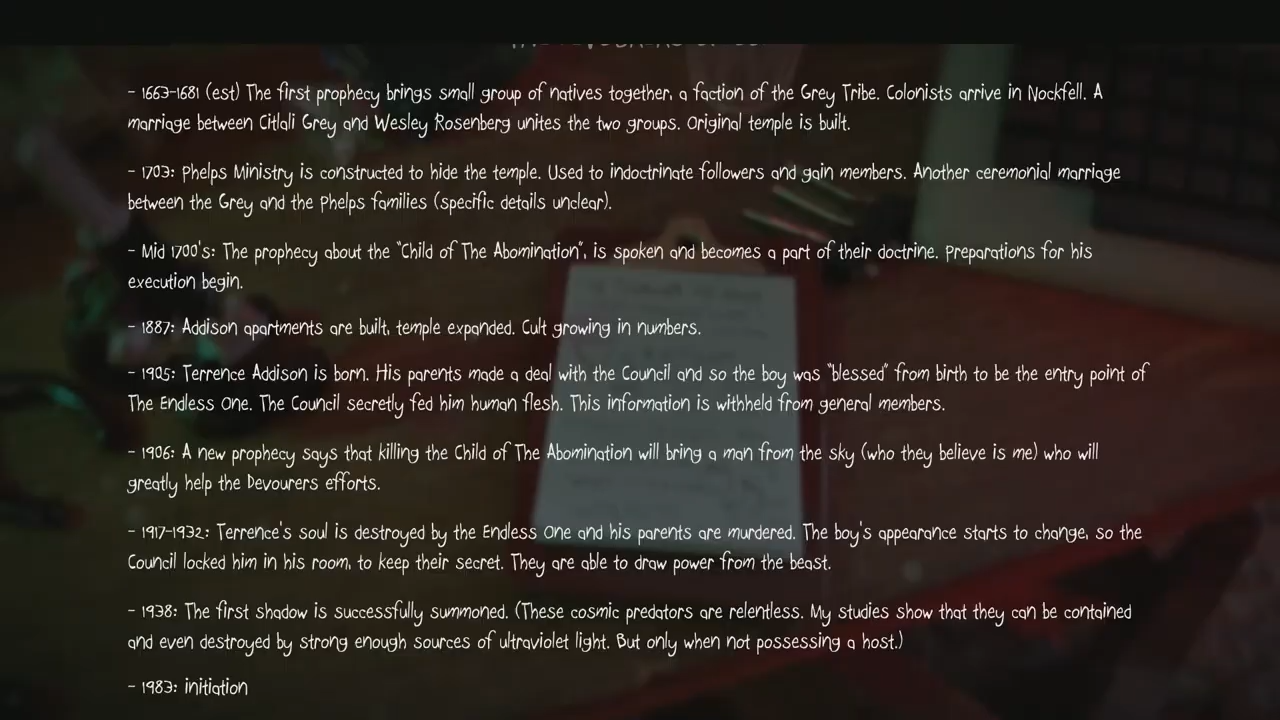 - 1663-1681 (est) The first prophecy brings small group of natives together, a faction of the Grey Tribe. Colonists arrive in Nockfell. A
marriage between Citlali Grey and Wesley Rosenberg unites the two groups. Original temple is built.
- 1703: Phelps Ministry is constructed to hide the temple. Used to indoctrinate followers and gain members. Another ceremonial marriage
between the Grey and the Phelps families (specific details unclear).
- Mid 1700's: The prophecy about the "Child of The Abomination", is spoken and becomes a part of their doctrine. Preparations for his
execution begin.
- 1887: Addison apartments are built, temple expanded. Cult growing in numbers.
- 1905: Terrence Addison is born. His parents made a deal with the Council and so the boy was "blessed" from birth to be the entry point of
The Endless One. The Council secretly fed him human flesh. This information is withheld from general members.
- 1906: A new prophecy says that killing the Child of The Abomination will bring a man from the sky (who they believe is me) who will
greatly help the Devourers efforts.
- 1917-1932: Terrence's soul is destroyed by the Endless One and his parents are murdered. The boy's appearance starts to change, so the
Council locked him in his room, to keep their secret. They are able to draw power from the beast.
- 1938: The first shadow is successfully summoned. (These cosmic predators are relentless. My studies show that they can be contained
and even destroyed by strong enough sources of ultraviolet light. But only when not possessing a host.)
- 1983: initiation